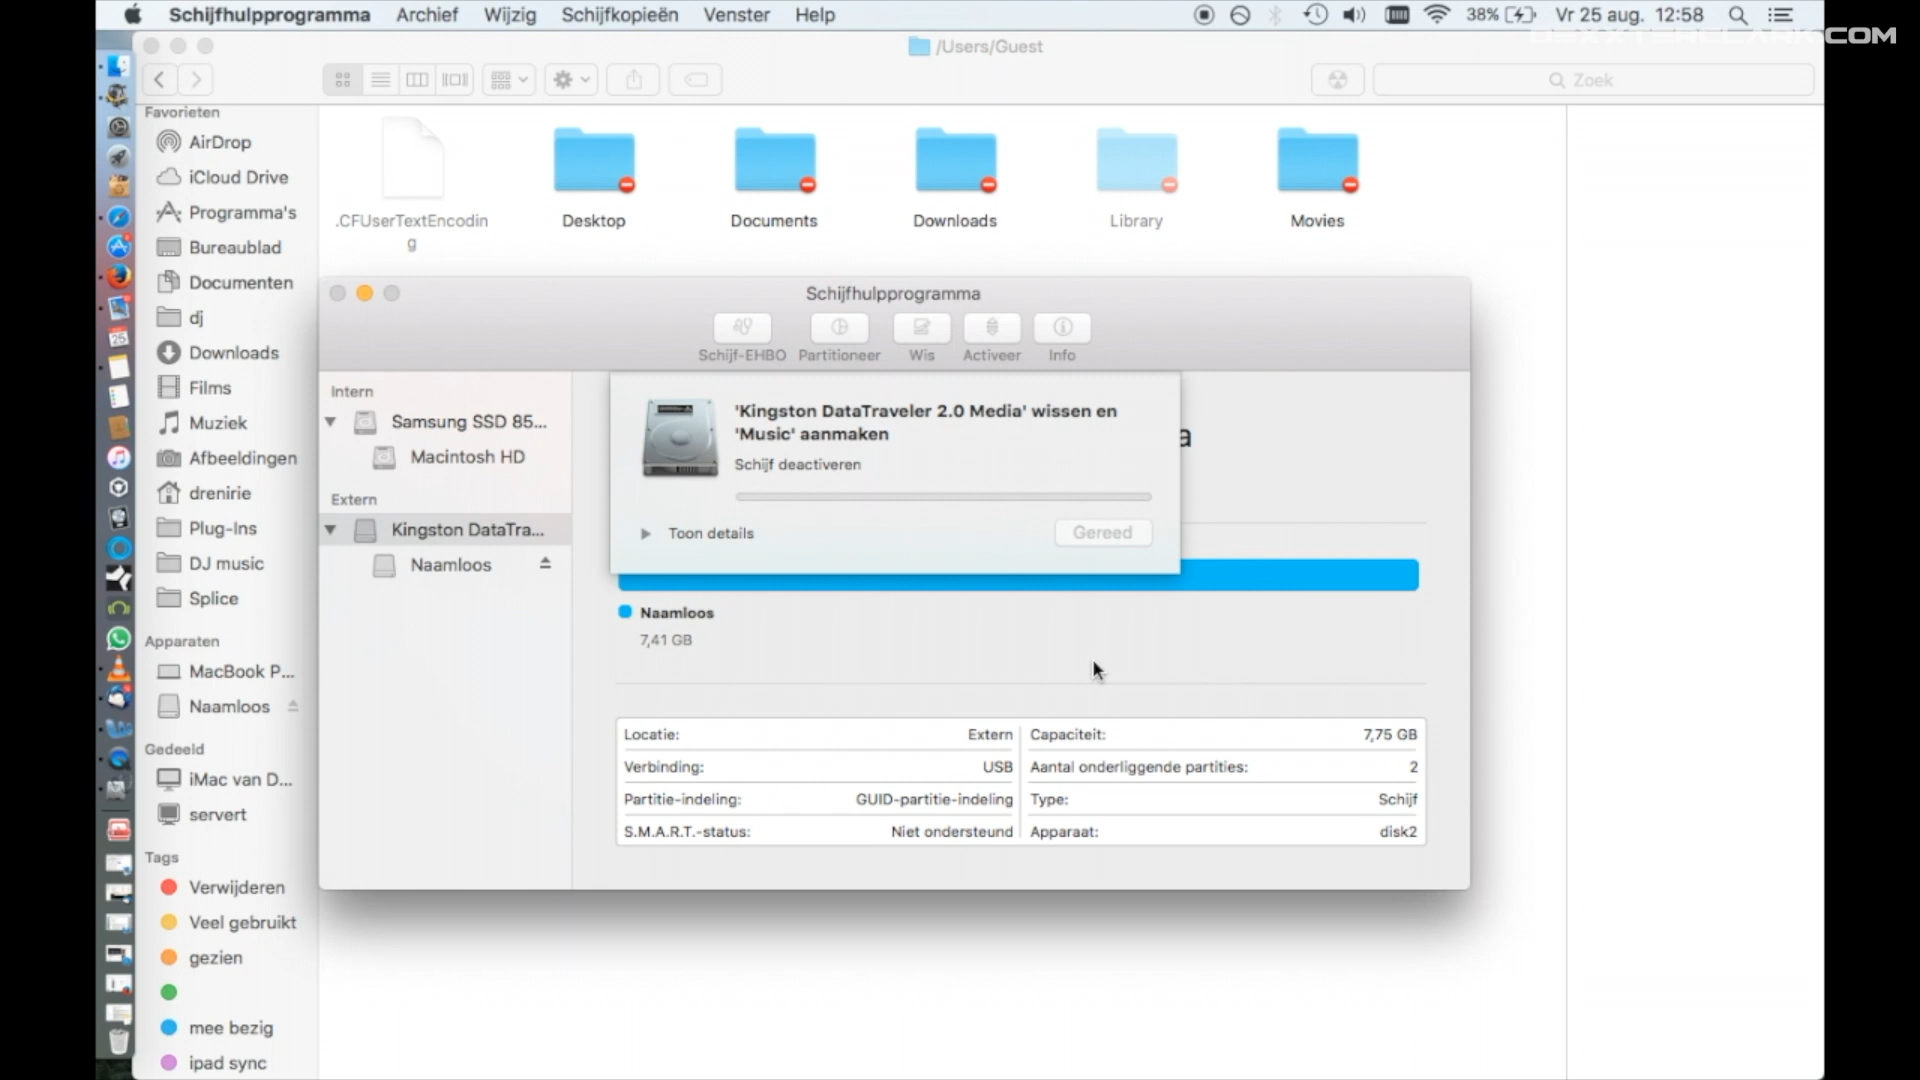 Schijfhulpprogramma Archief Wijzig Schijfkopieën Venster Help 38% Vr 25 aug. 12:58
.COM
/Users/Guest
Zoek
Favorieten
AirDrop
iCloud Drive
Programma's
Bureaublad
Documenten
dj
Downloads
Films
Muziek
Afbeeldingen
drenirie
Plug-Ins
DJ music
Splice
Apparaten
MacBook P...
Naamloos
Gedeeld
iMac van D...
servert
Tags
Verwijderen
Veel gebruikt
gezien
mee bezig
ipad sync
.CFUserTextEncodin
g
Desktop
Documents
Downloads
Library
Movies
Schijfhulpprogramma
Schijf-EHBO Partitioneer Wis Activeer Info
Intern
Samsung SSD 85...
Macintosh HD
Extern
Kingston DataTra...
Naamloos
'Kingston DataTraveler 2.0 Media' wissen en
'Music' aanmaken
Schijf deactiveren
Toon details
Gereed
a
Naamloos
7,41 GB
Locatie: Extern
Verbinding: USB
Partitie-indeling: GUID-partitie-indeling
S.M.A.R.T.-status: Niet ondersteund
Capaciteit: 7,75 GB
Aantal onderliggende partities: 2
Type: Schijf
Apparaat: disk2